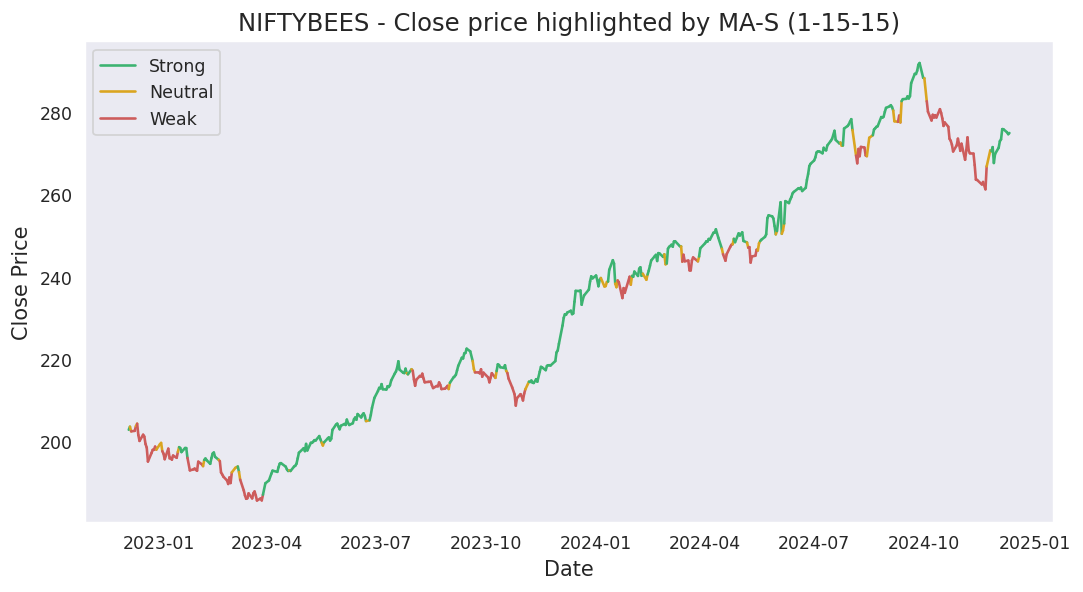 NIFTYBEES - Close price highlighted by MA-S (1-15-15)
Strong
Neutral
Weak
Close Price
280
260
240
220
200
2023-01 2023-04 2023-07 2023-10 2024-01 2024-04 2024-07 2024-10 2025-01
Date